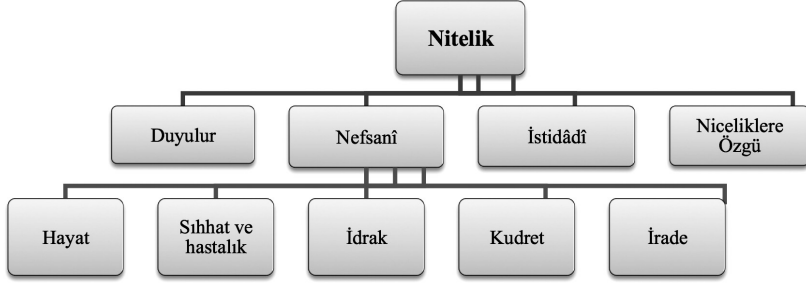 Nitelik
Duyulur
Nefsanî
İstidâdî
Niceliklere
Özgü
Hayat
Sıhhat ve
hastalık
İdrak
Kudret
İrade